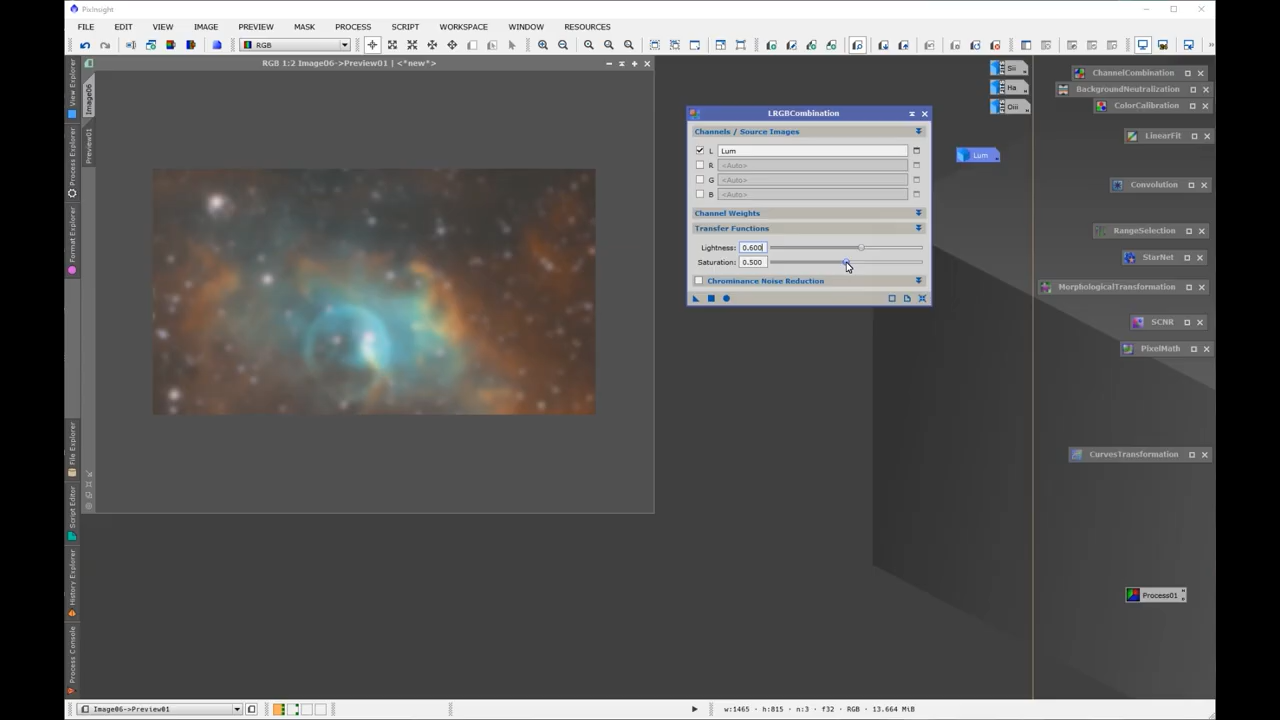 PixInsight
FILE EDIT VIEW IMAGE PREVIEW MASK PROCESS SCRIPT WORKSPACE WINDOW RESOURCES
RGB
RGB 1:2 Image06->Preview01 | <*new*>
View Explorer
Process Explorer
Format Explorer
File Explorer
Script Editor
History Explorer
Process Console
Image06
Preview01
LRGBCombination
Channels / Source Images
L Lum
R <Auto>
G <Auto>
B <Auto>
Channel Weights
Transfer Functions
Lightness: 0.600
Saturation: 0.500
Chrominance Noise Reduction
Sii
Ha
Oiii
Lum
ChannelCombination
BackgroundNeutralization
ColorCalibration
LinearFit
Convolution
RangeSelection
StarNet
MorphologicalTransformation
SCNR
PixelMath
CurvesTransformation
Process01
Image06->Preview01
w:1465 · h:815 · n:3 · f32 · RGB · 13.664 MiB